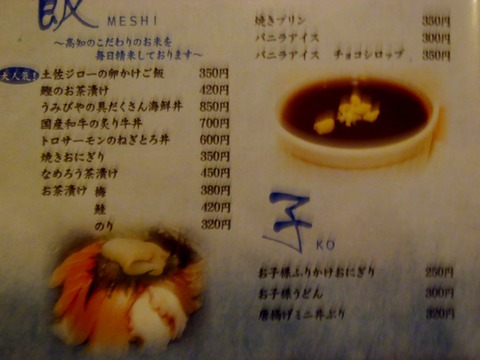 飯 MESHI
～高知のこだわりのお米を
毎日精米しております～
大人気！
土佐ジローの卵かけご飯 350円
鰹のお茶漬け 420円
うみびやの具だくさん海鮮丼 850円
国産和牛の炙り牛丼 700円
トロサーモンのねぎとろ丼 600円
焼きおにぎり 350円
なめろう茶漬け 450円
お茶漬け 梅 380円
鮭 420円
のり 320円
焼きプリン 350円
バニラアイス 300円
バニラアイス チョコシロップ 350円
子 KO
お子様ふりかけおにぎり 250円
お子様うどん 300円
唐揚げミニ丼ぶり 320円